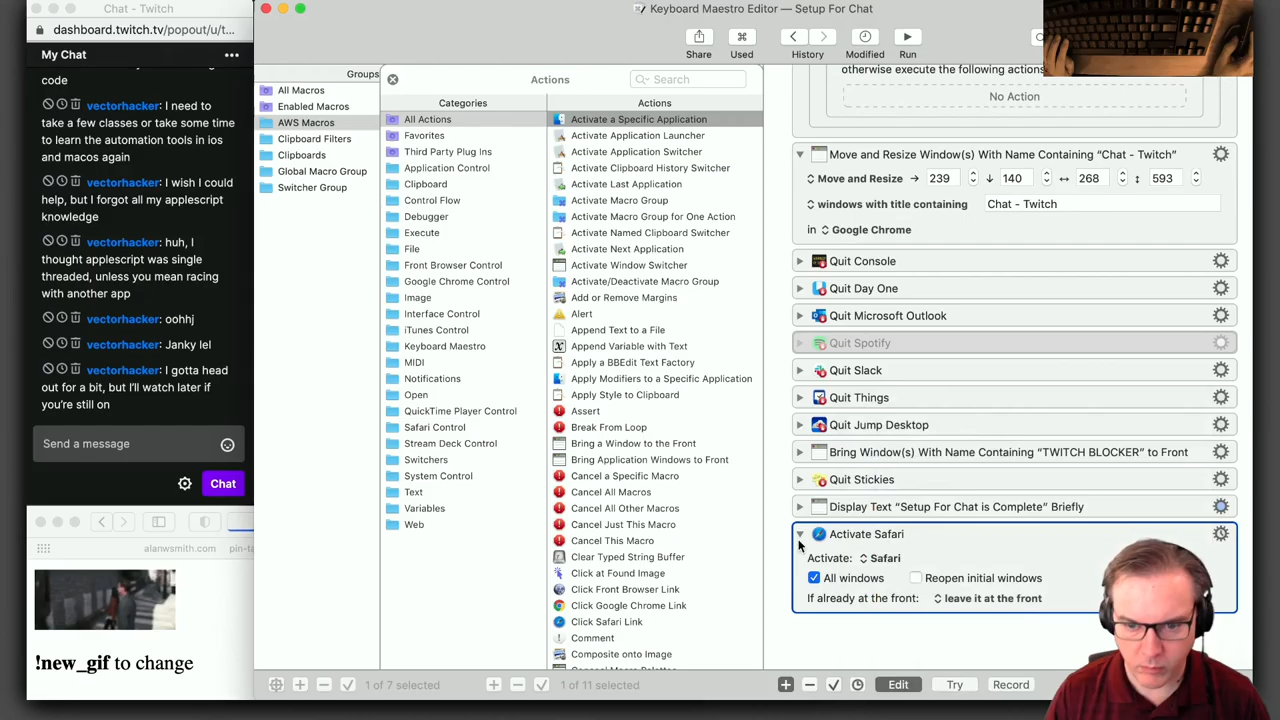 Chat - Twitch
dashboard.twitch.tv/popout/u/t...
My Chat
code
vectorhacker: I need to
take a few classes or take some time
to learn the automation tools in ios
and macos again
vectorhacker: I wish I could
help, but I forgot all my applescript
knowledge
vectorhacker: huh, I
thought applescript was single
threaded, unless you mean racing
with another app
vectorhacker: oohhj
vectorhacker: Janky lel
vectorhacker: I gotta head
out for a bit, but I'll watch later if
you're still on
Send a message
Chat
alanwsmith.com
pin-ta
!new_gif to change
Keyboard Maestro Editor – Setup For Chat
Share
Used
History
Modified
Run
Groups
All Macros
Enabled Macros
AWS Macros
Clipboard Filters
Clipboards
Global Macro Group
Switcher Group
Actions
Search
Categories
All Actions
Favorites
Third Party Plug Ins
Application Control
Clipboard
Control Flow
Debugger
Execute
File
Front Browser Control
Google Chrome Control
Image
Interface Control
iTunes Control
Keyboard Maestro
MIDI
Notifications
Open
QuickTime Player Control
Safari Control
Stream Deck Control
Switchers
System Control
Text
Variables
Web
Actions
Activate a Specific Application
Activate Application Launcher
Activate Application Switcher
Activate Clipboard History Switcher
Activate Last Application
Activate Macro Group
Activate Macro Group for One Action
Activate Named Clipboard Switcher
Activate Next Application
Activate Window Switcher
Activate/Deactivate Macro Group
Add or Remove Margins
Alert
Append Text to a File
Append Variable with Text
Apply a BBEdit Text Factory
Apply Modifiers to a Specific Application
Apply Style to Clipboard
Assert
Break From Loop
Bring a Window to the Front
Bring Application Windows to Front
Cancel a Specific Macro
Cancel All Macros
Cancel All Other Macros
Cancel Just This Macro
Cancel This Macro
Clear Typed String Buffer
Click at Found Image
Click Front Browser Link
Click Google Chrome Link
Click Safari Link
Comment
Composite onto Image
Cancel Macro Palettes
otherwise execute the following actions
No Action
Move and Resize Window(s) With Name Containing “Chat - Twitch”
Move and Resize → 239 ↓ 140 ↔ 268 ↕ 593
windows with title containing Chat - Twitch
in Google Chrome
Quit Console
Quit Day One
Quit Microsoft Outlook
Quit Spotify
Quit Slack
Quit Things
Quit Jump Desktop
Bring Window(s) With Name Containing “TWITCH BLOCKER” to Front
Quit Stickies
Display Text “Setup For Chat is Complete” Briefly
Activate Safari
Activate: Safari
All windows Reopen initial windows
If already at the front: leave it at the front
1 of 7 selected
1 of 11 selected
Edit
Try
Record